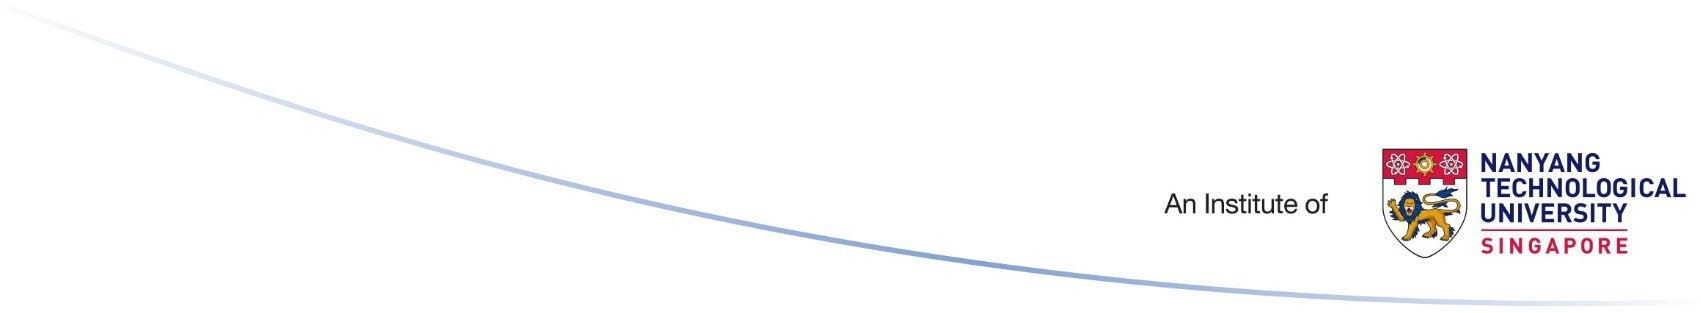 An Institute of
NANYANG
TECHNOLOGICAL
UNIVERSITY
SINGAPORE